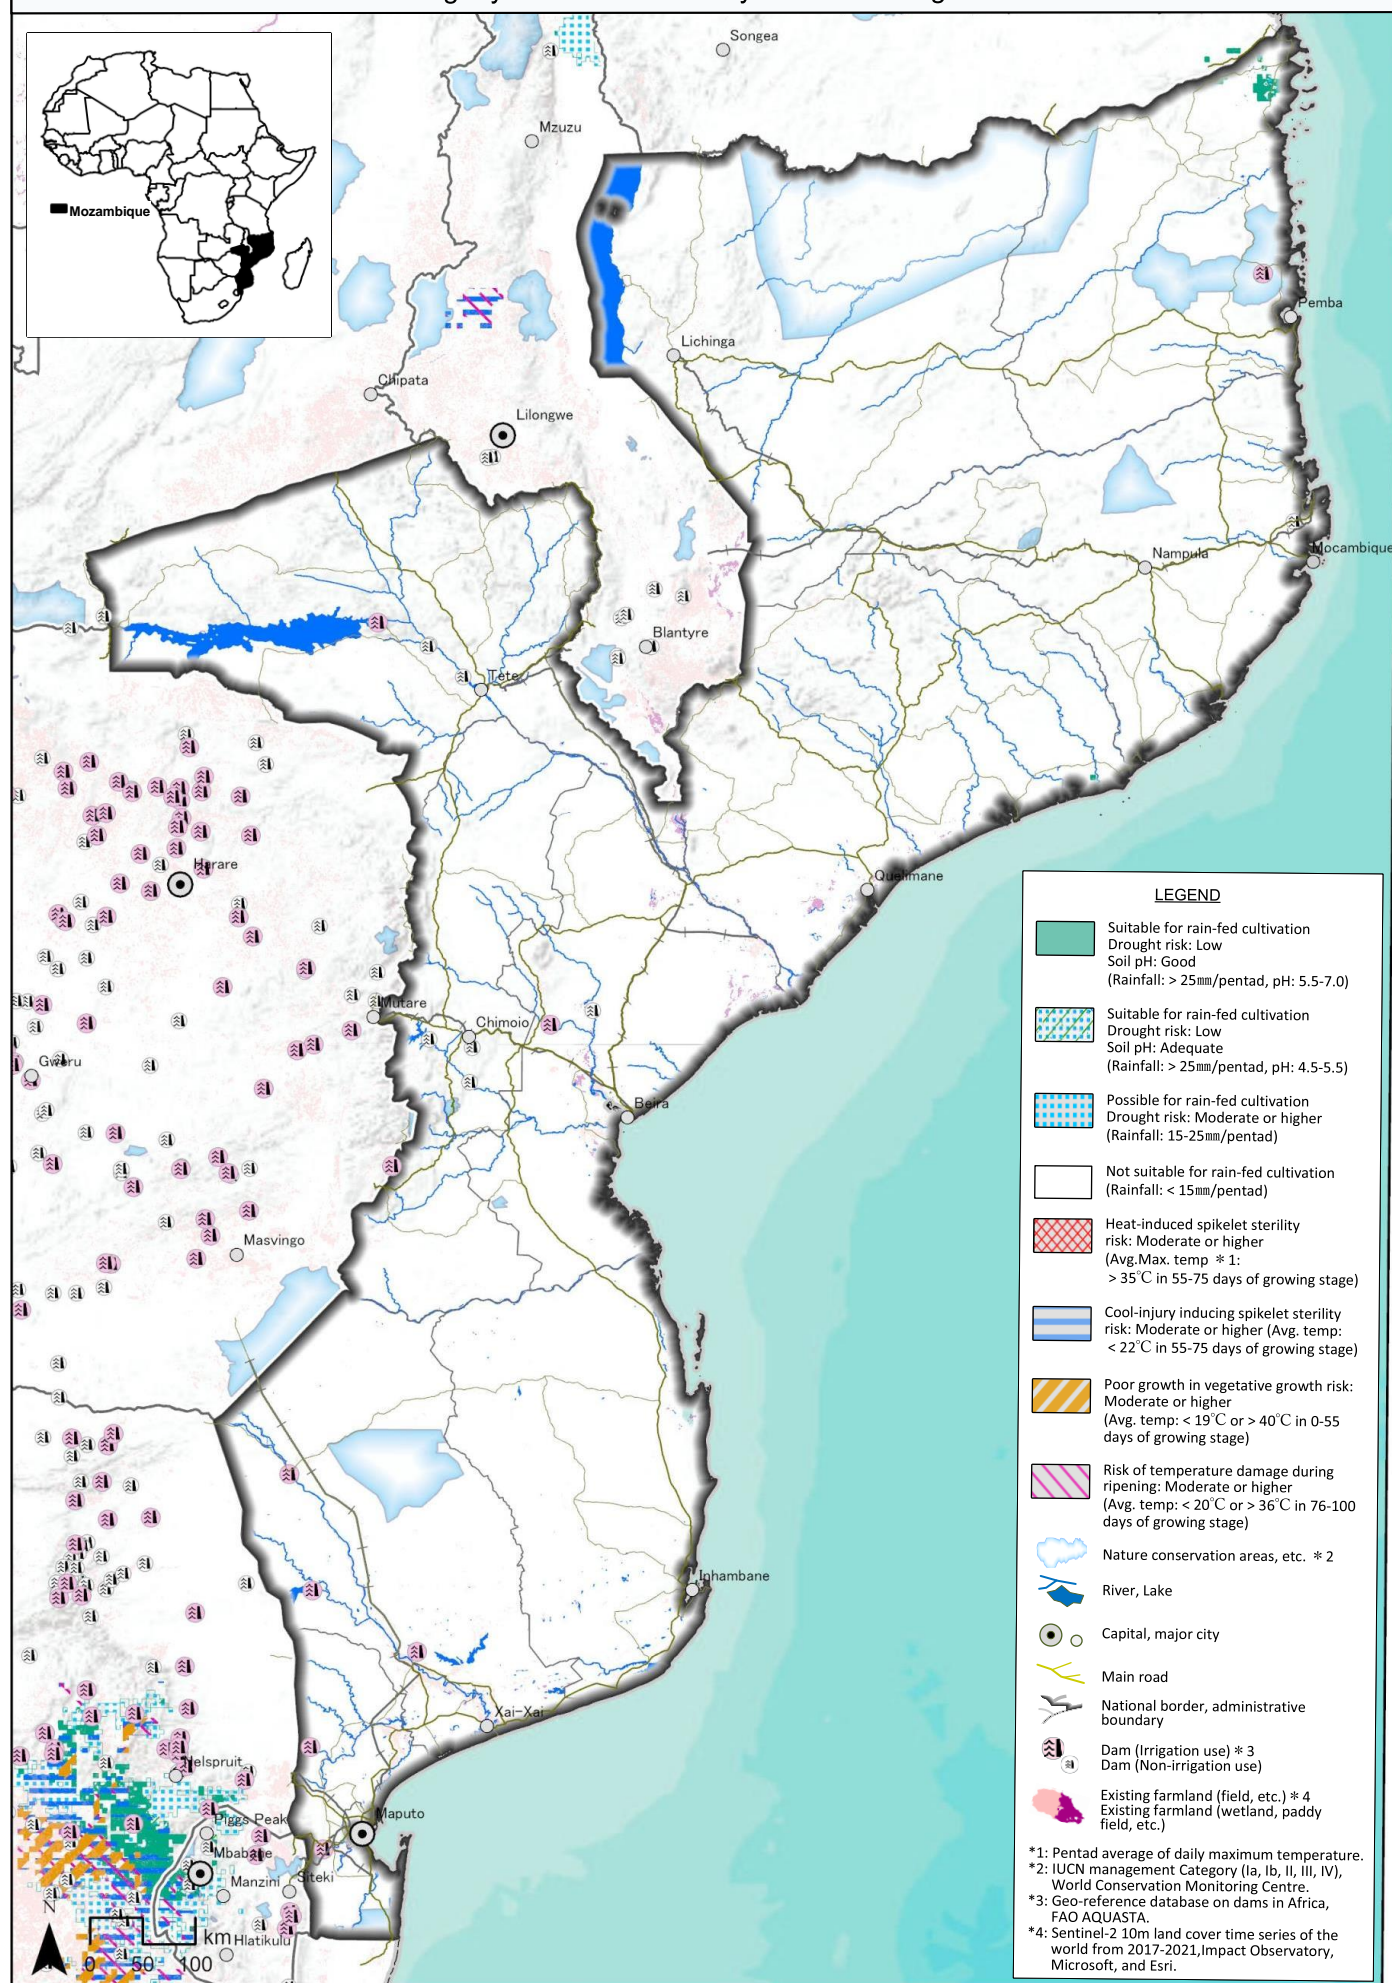 Mozambique
Songea
Mzuzu
Pemba
Lichinga
Chipata
Lilongwe
Nampula
Mocambique
Blantyre
Tete
Harare
Quelimane
Mutare
Chimoio
Gweru
Beira
Masvingo
Inhambane
Xai-Xai
Nelspruit
Maputo
Piggs Peak
Mbabane
Manzini
Siteki
Hlatikulu
N
km
0 50 100
LEGEND
Suitable for rain-fed cultivation
Drought risk: Low
Soil pH: Good
(Rainfall: > 25㎜/pentad, pH: 5.5-7.0)
Suitable for rain-fed cultivation
Drought risk: Low
Soil pH: Adequate
(Rainfall: > 25㎜/pentad, pH: 4.5-5.5)
Possible for rain-fed cultivation
Drought risk: Moderate or higher
(Rainfall: 15-25㎜/pentad)
Not suitable for rain-fed cultivation
(Rainfall: < 15㎜/pentad)
Heat-induced spikelet sterility
risk: Moderate or higher
(Avg.Max. temp ＊1:
> 35℃ in 55-75 days of growing stage)
Cool-injury inducing spikelet sterility
risk: Moderate or higher (Avg. temp:
< 22℃ in 55-75 days of growing stage)
Poor growth in vegetative growth risk:
Moderate or higher
(Avg. temp: < 19℃ or > 40℃ in 0-55
days of growing stage)
Risk of temperature damage during
ripening: Moderate or higher
(Avg. temp: < 20℃ or > 36℃ in 76-100
days of growing stage)
Nature conservation areas, etc. ＊2
River, Lake
Capital, major city
Main road
National border, administrative
boundary
Dam (Irrigation use)＊3
Dam (Non-irrigation use)
Existing farmland (field, etc.)＊4
Existing farmland (wetland, paddy
field, etc.)
*1: Pentad average of daily maximum temperature.
*2: IUCN management Category (Ia, Ib, II, III, IV),
World Conservation Monitoring Centre.
*3: Geo-reference database on dams in Africa,
FAO AQUASTA.
*4: Sentinel-2 10m land cover time series of the
world from 2017-2021,Impact Observatory,
Microsoft, and Esri.